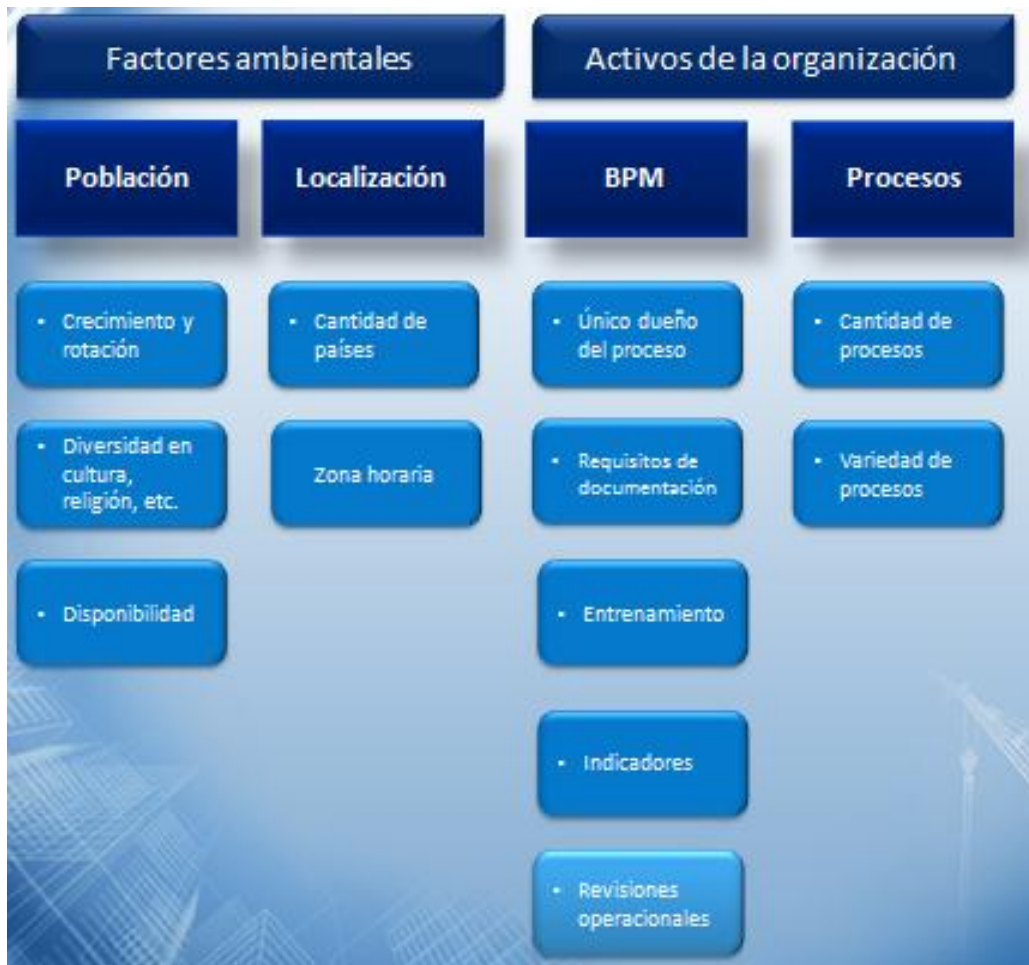 Factores ambientales
Activos de la organización
Población
Localización
BPM
Procesos
• Crecimiento y
rotación
• Diversidad en
cultura,
religión, etc.
• Disponibilidad
• Cantidad de
países
Zona horaria
• Único dueño
del proceso
• Requisitos de
documentación
• Entrenamiento
• Indicadores
• Revisiones
operacionales
• Cantidad de
procesos
• Variedad de
procesos